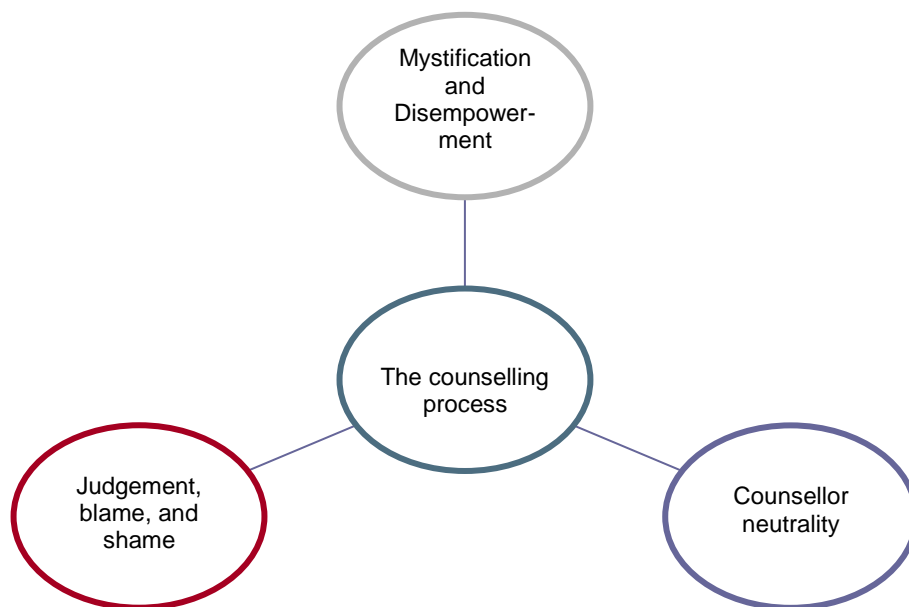 Mystification
and
Disempower-
ment
The counselling
process
Judgement,
blame, and
shame
Counsellor
neutrality